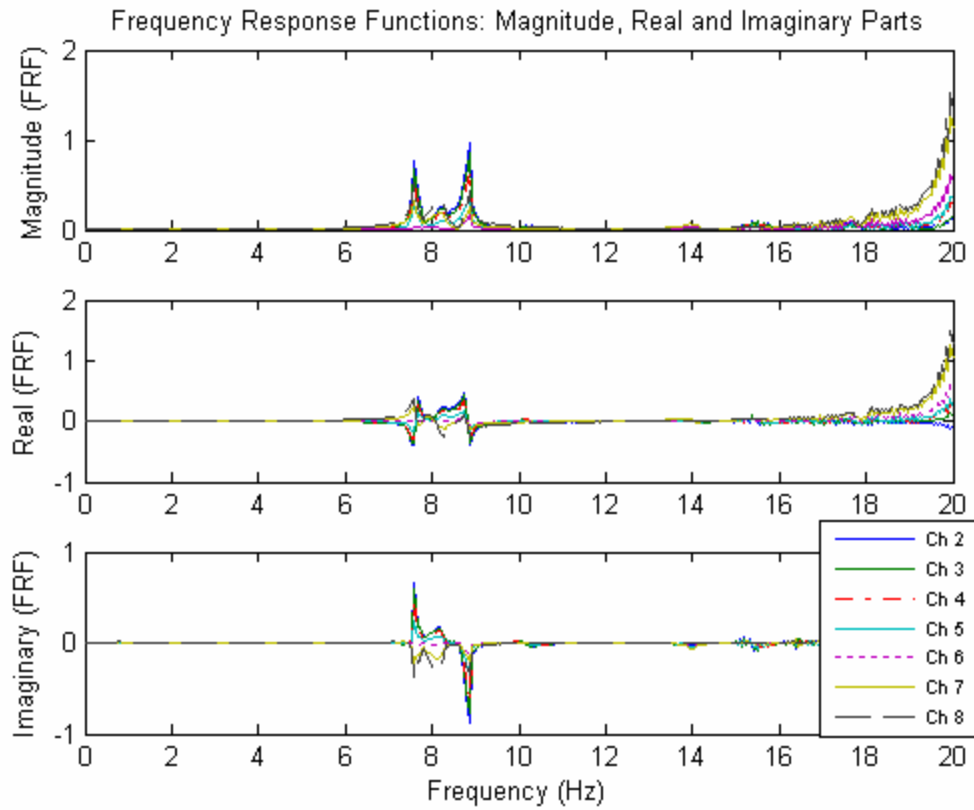 Frequency Response Functions: Magnitude, Real and Imaginary Parts
Magnitude (FRF)
2
1
0
0 2 4 6 8 10 12 14 16 18 20
Real (FRF)
2
1
0
-1
0 2 4 6 8 10 12 14 16 18 20
Imaginary (FRF)
1
0
-1
0 2 4 6 8 10 12 14 16 18 20
Frequency (Hz)
Ch 2
Ch 3
Ch 4
Ch 5
Ch 6
Ch 7
Ch 8